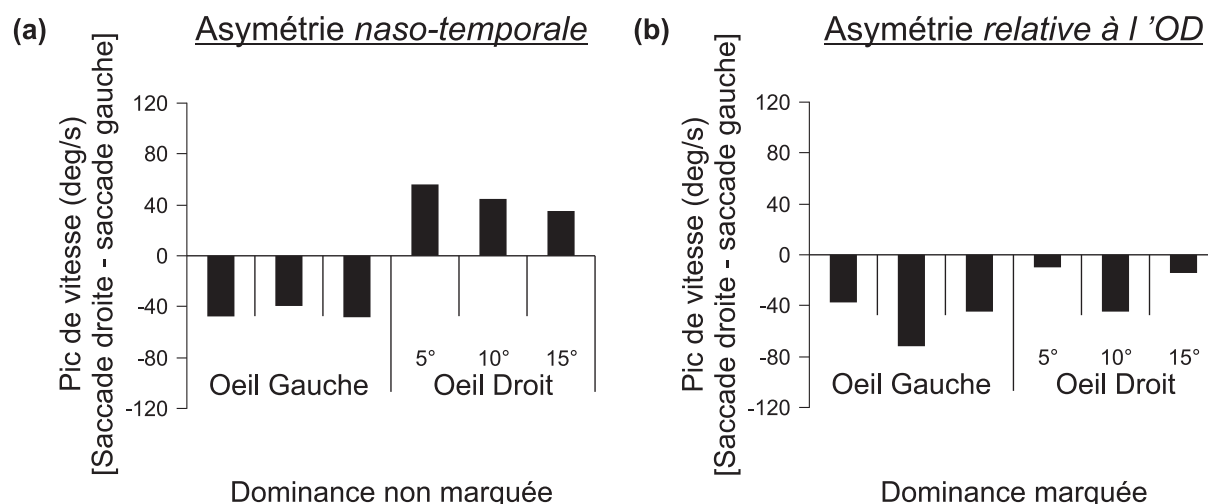 (a)
Asymétrie naso-temporale
Pic de vitesse (deg/s)
[Saccade droite - saccade gauche]
120
80
40
0
-40
-80
-120
5° 10° 15°
Oeil Gauche Oeil Droit
Dominance non marquée
(b)
Asymétrie relative à l 'OD
Pic de vitesse (deg/s)
[Saccade droite - saccade gauche]
120
80
40
0
-40
-80
-120
5° 10° 15°
Oeil Gauche Oeil Droit
Dominance marquée